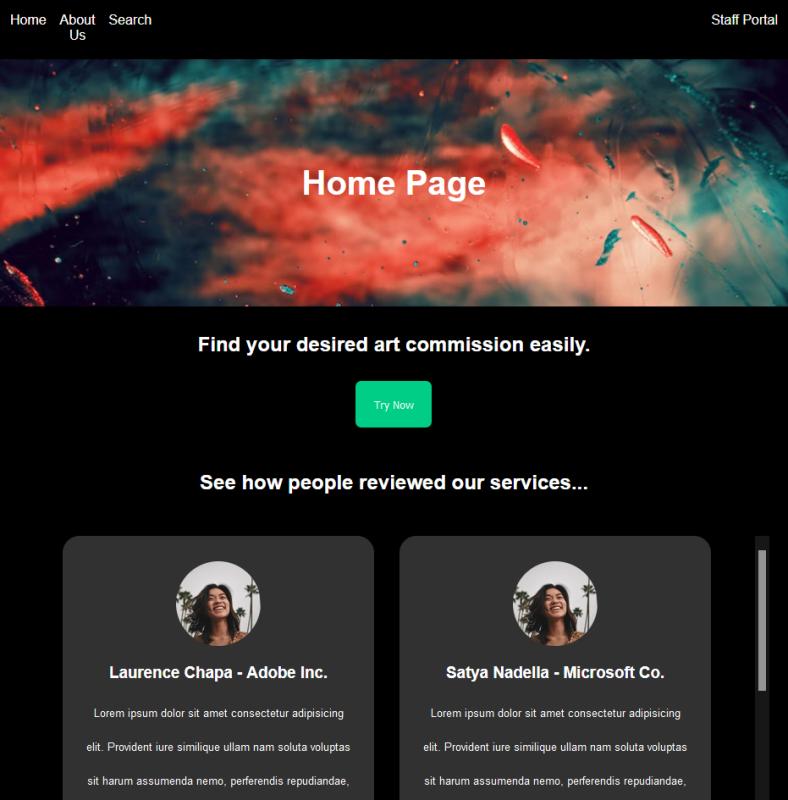 Home About Us Search Staff Portal
Home Page
Find your desired art commission easily.
Try Now
See how people reviewed our services...
Laurence Chapa - Adobe Inc.
Lorem ipsum dolor sit amet consectetur adipisicing
elit. Provident iure similique ullam nam soluta voluptas
sit harum assumenda nemo, perferendis repudiandae,
Satya Nadella - Microsoft Co.
Lorem ipsum dolor sit amet consectetur adipisicing
elit. Provident iure similique ullam nam soluta voluptas
sit harum assumenda nemo, perferendis repudiandae,